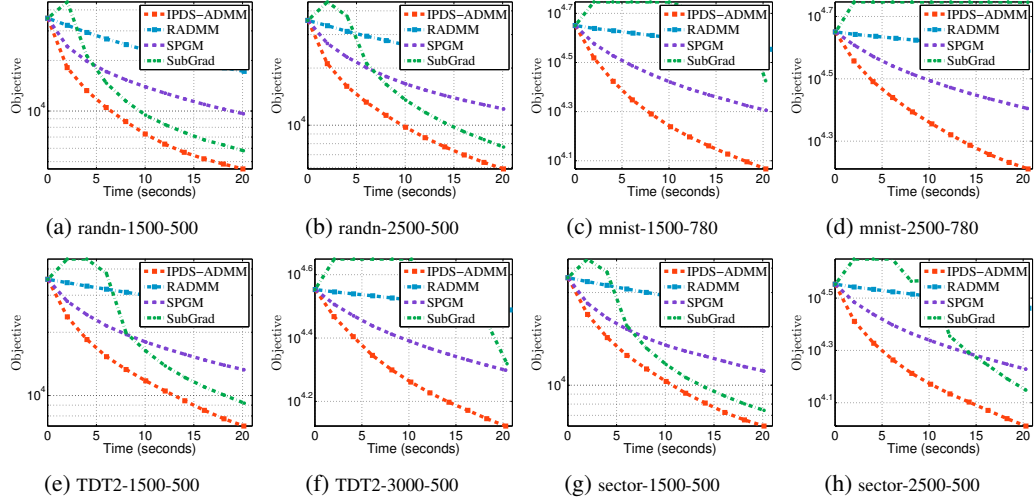 Objective
10^4
IPDS−ADMM
RADMM
SPGM
SubGrad
0 5 10 15 20
Time (seconds)
(a) randn-1500-500
Objective
10^4
IPDS−ADMM
RADMM
SPGM
SubGrad
0 5 10 15 20
Time (seconds)
(b) randn-2500-500
Objective
10^4.7
10^4.5
10^4.3
10^4.1
IPDS−ADMM
RADMM
SPGM
SubGrad
0 5 10 15 20
Time (seconds)
(c) mnist-1500-780
Objective
10^4.7
10^4.5
10^4.3
IPDS−ADMM
RADMM
SPGM
SubGrad
0 5 10 15 20
Time (seconds)
(d) mnist-2500-780
Objective
10^4
IPDS−ADMM
RADMM
SPGM
SubGrad
0 5 10 15 20
Time (seconds)
(e) TDT2-1500-500
Objective
10^4.6
10^4.4
10^4.2
IPDS−ADMM
RADMM
SPGM
SubGrad
0 5 10 15 20
Time (seconds)
(f) TDT2-3000-500
Objective
10^4
IPDS−ADMM
RADMM
SPGM
SubGrad
0 5 10 15 20
Time (seconds)
(g) sector-1500-500
Objective
10^4.5
10^4.3
10^4.1
IPDS−ADMM
RADMM
SPGM
SubGrad
0 5 10 15 20
Time (seconds)
(h) sector-2500-500